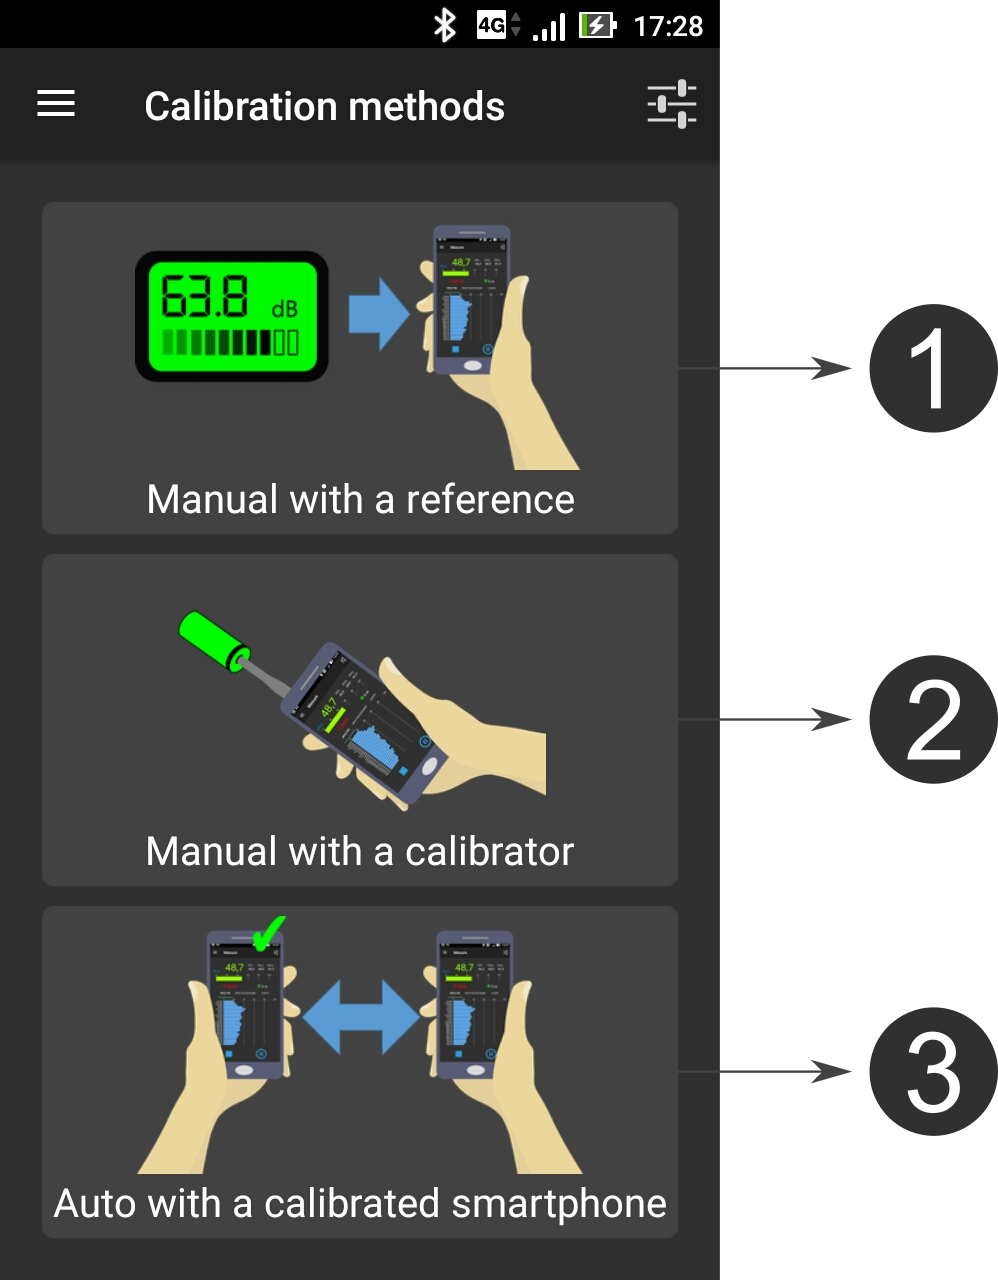 4G 17:28
Calibration methods
63.8 dB
48,7
1
Manual with a reference
48,7
2
Manual with a calibrator
48,7
48,7
3
Auto with a calibrated smartphone